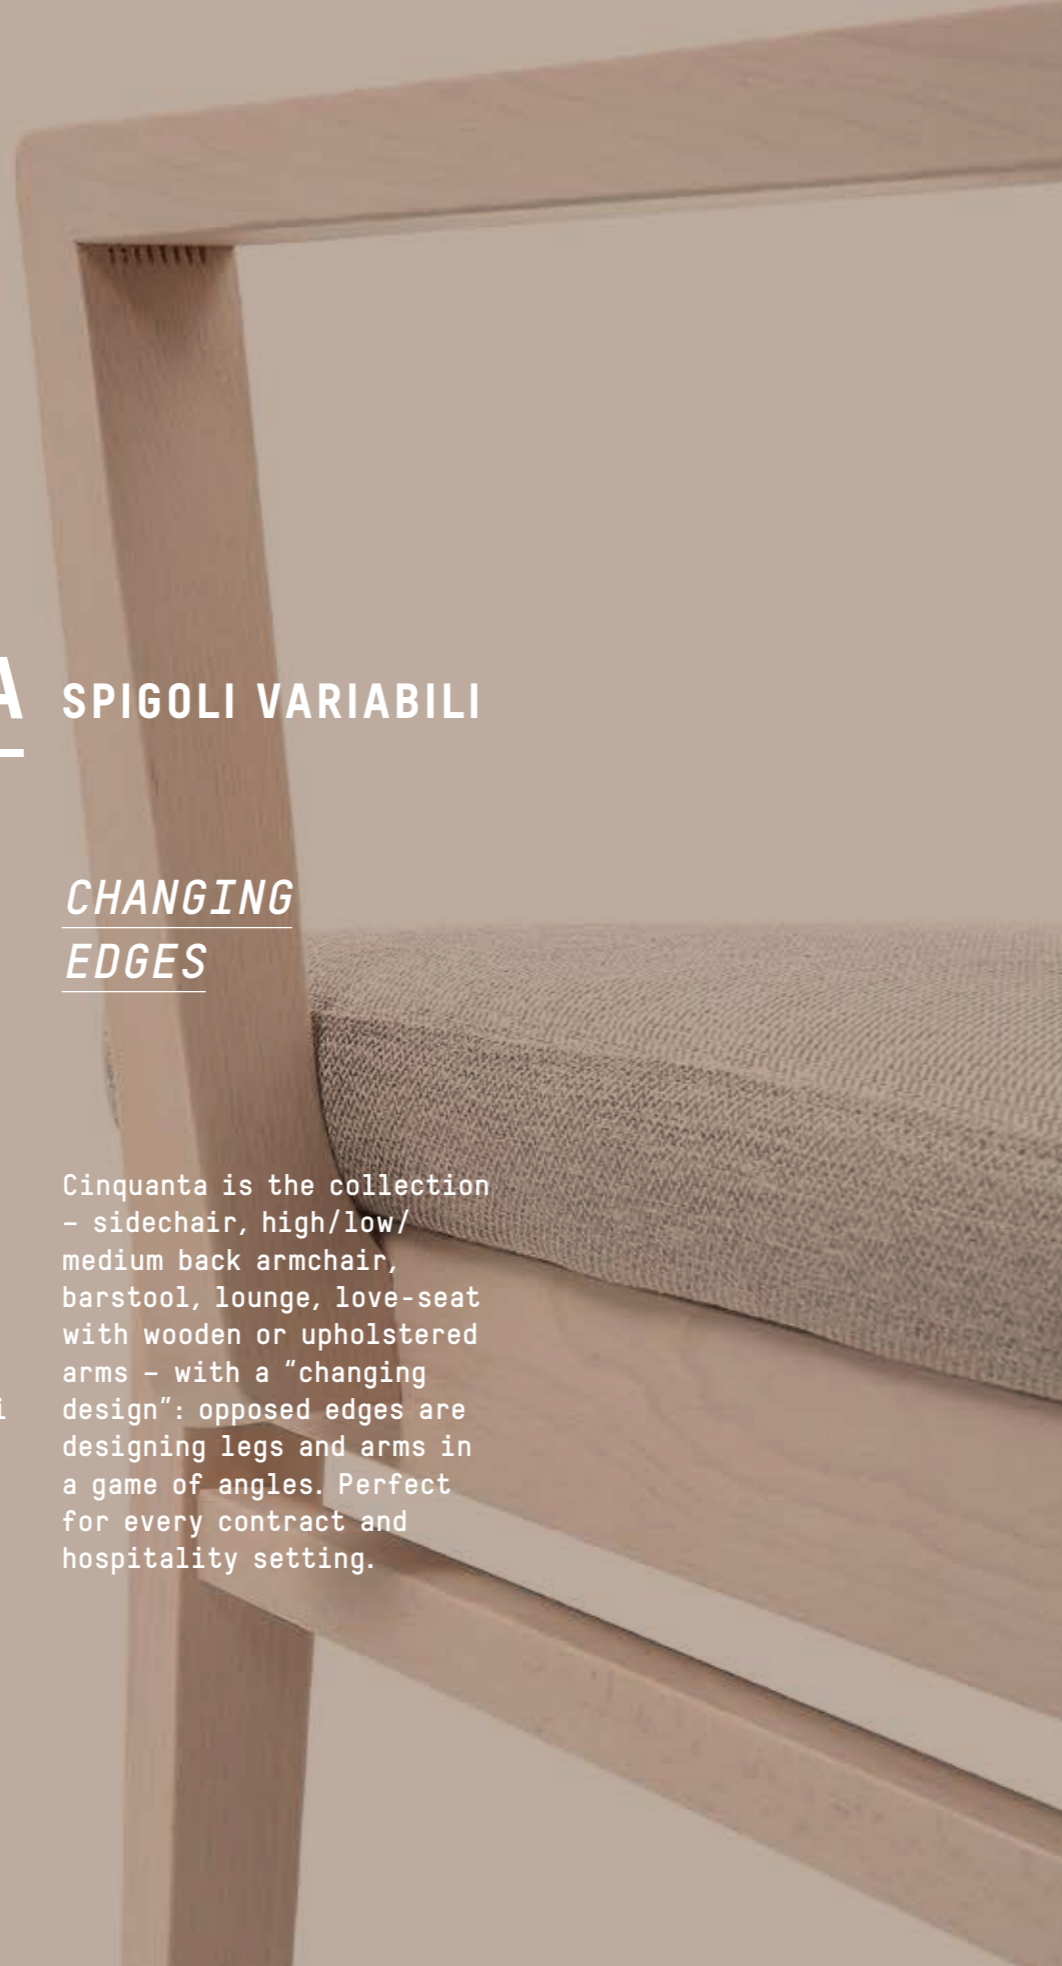 A SPIGOLI VARIABILI
CHANGING
EDGES
Cinquanta is the collection
– sidechair, high/low/
medium back armchair,
barstool, lounge, love-seat
with wooden or upholstered
arms – with a “changing
design”: opposed edges are
i
designing legs and arms in
a game of angles. Perfect
for every contract and
hospitality setting.